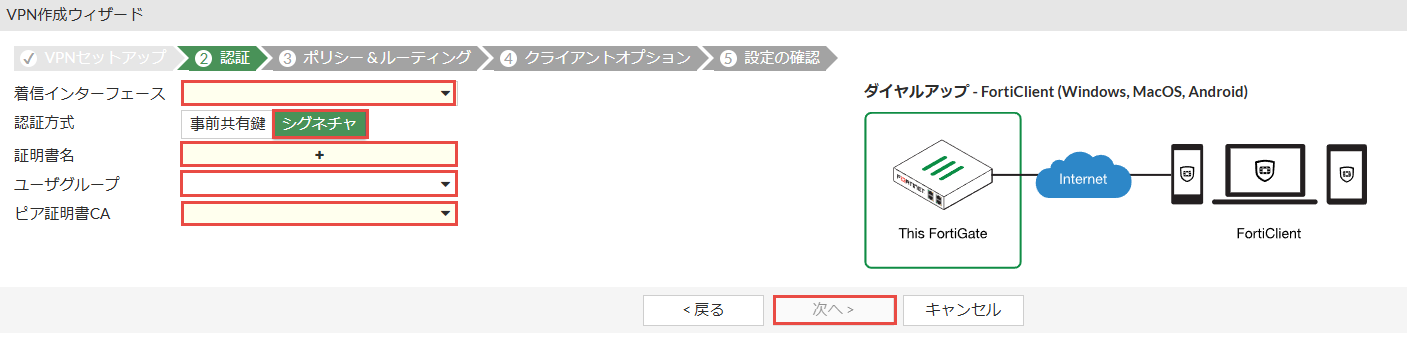 VPN作成ウィザード
VPNセットアップ 2 認証 3 ポリシー＆ルーティング 4 クライアントオプション 5 設定の確認
着信インターフェース
認証方式 事前共有鍵 シグネチャ
証明書名 +
ユーザグループ
ピア証明書CA
ダイヤルアップ - FortiClient (Windows, MacOS, Android)
FORTINET
Internet
This FortiGate
FortiClient
< 戻る 次へ > キャンセル